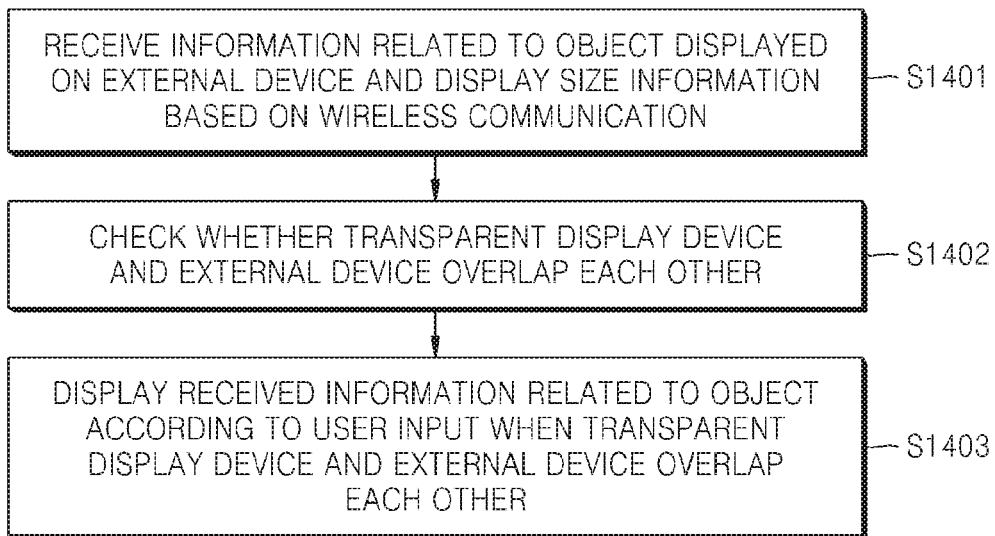 RECEIVE INFORMATION RELATED TO OBJECT DISPLAYED
ON EXTERNAL DEVICE AND DISPLAY SIZE INFORMATION
BASED ON WIRELESS COMMUNICATION
S1401
CHECK WHETHER TRANSPARENT DISPLAY DEVICE
AND EXTERNAL DEVICE OVERLAP EACH OTHER
S1402
DISPLAY RECEIVED INFORMATION RELATED TO OBJECT
ACCORDING TO USER INPUT WHEN TRANSPARENT
DISPLAY DEVICE AND EXTERNAL DEVICE OVERLAP
EACH OTHER
S1403